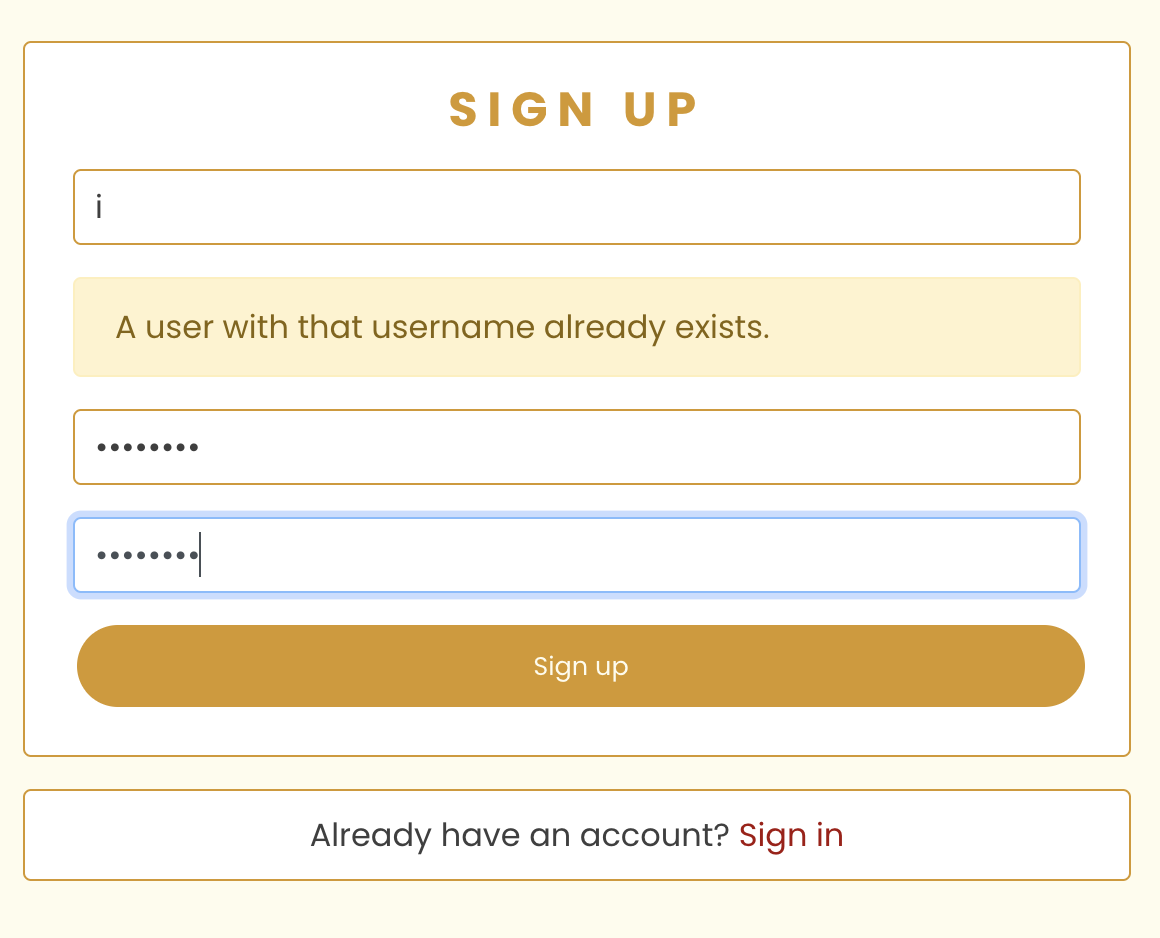 SIGN UP
i
A user with that username already exists.
••••••••
••••••••
Sign up
Already have an account? Sign in